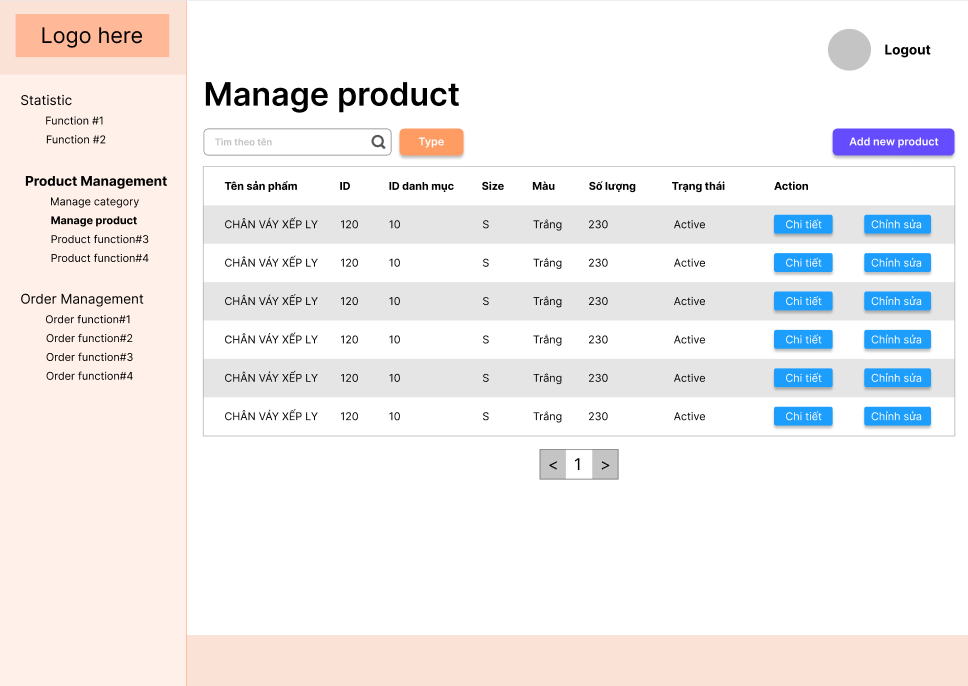 Logo here
Logout
Statistic
Function #1
Function #2
Product Management
Manage category
Manage product
Product function#3
Product function#4
Order Management
Order function#1
Order function#2
Order function#3
Order function#4
Manage product
Tìm theo tên
Type
Add new product
Tên sản phẩm ID ID danh mục Size Màu Số lượng Trạng thái Action
CHÂN VÁY XẾP LY 120 10 S Trắng 230 Active Chi tiết Chỉnh sửa
CHÂN VÁY XẾP LY 120 10 S Trắng 230 Active Chi tiết Chỉnh sửa
CHÂN VÁY XẾP LY 120 10 S Trắng 230 Active Chi tiết Chỉnh sửa
CHÂN VÁY XẾP LY 120 10 S Trắng 230 Active Chi tiết Chỉnh sửa
CHÂN VÁY XẾP LY 120 10 S Trắng 230 Active Chi tiết Chỉnh sửa
CHÂN VÁY XẾP LY 120 10 S Trắng 230 Active Chi tiết Chỉnh sửa
< 1 >